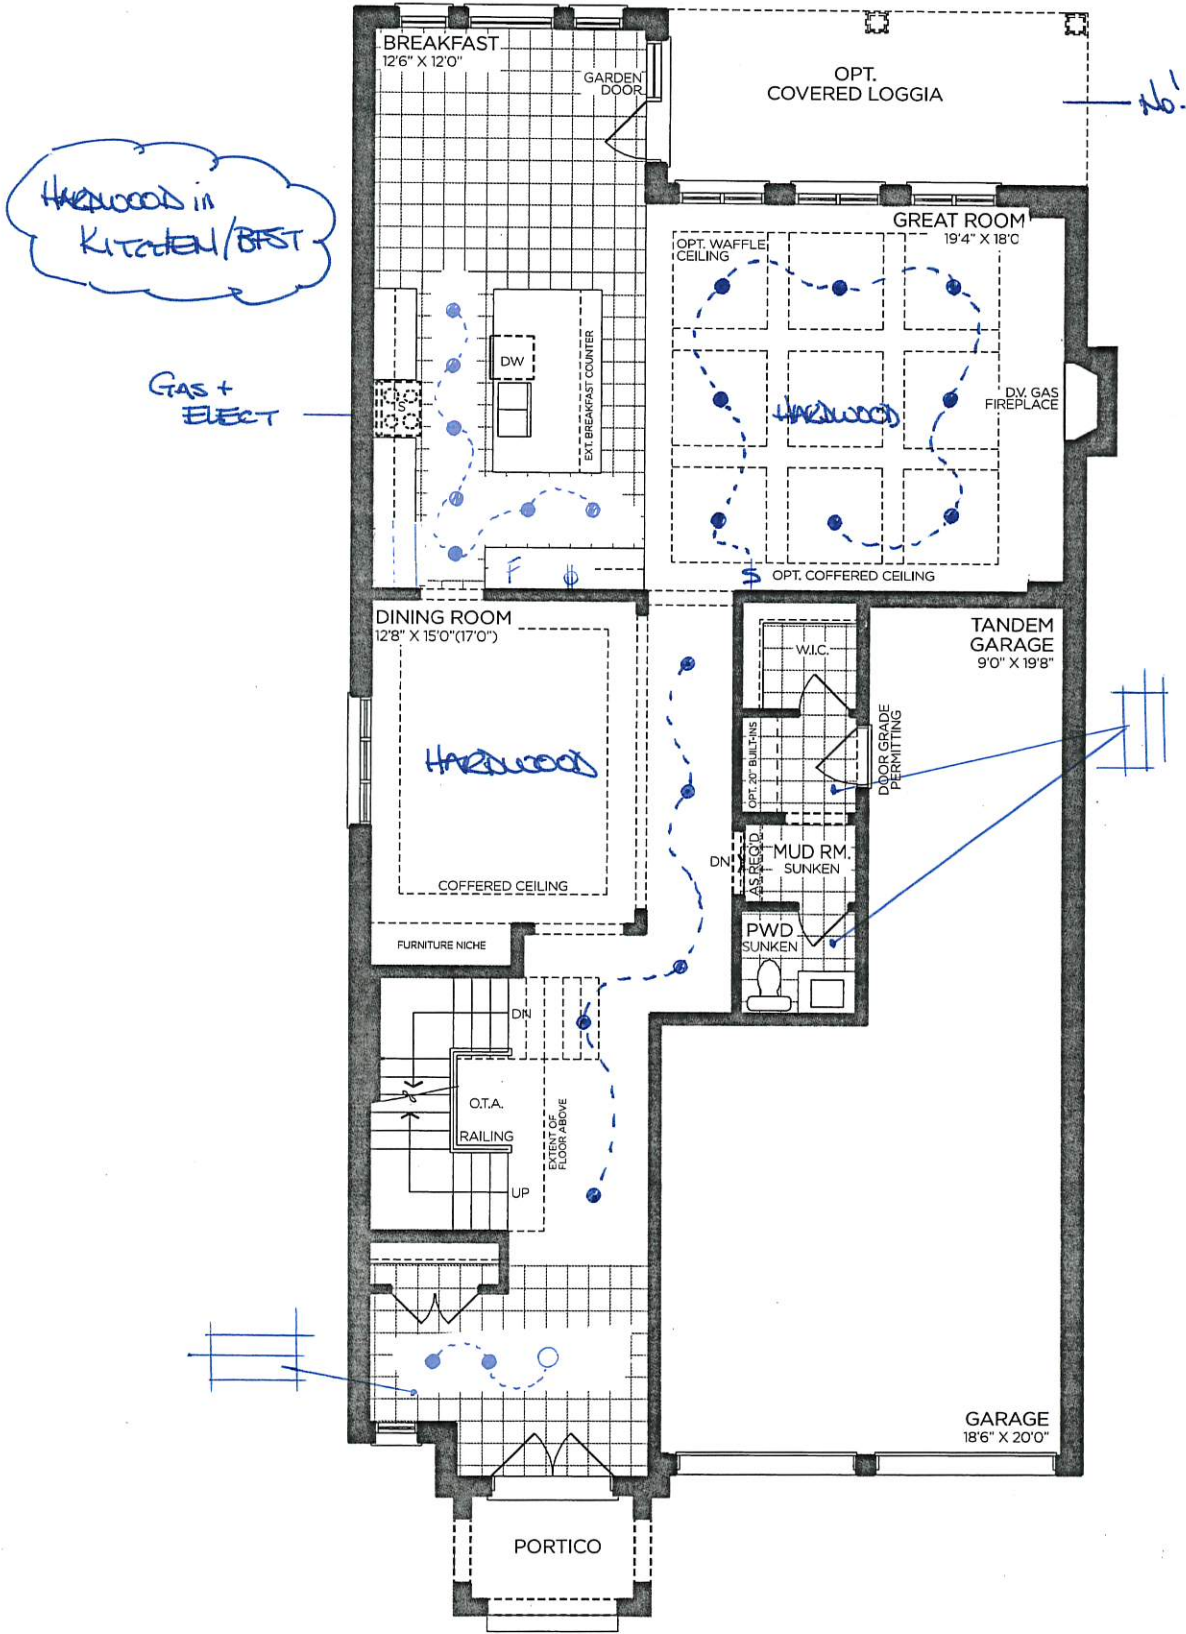 BREAKFAST
12'6" X 12'0"
GARDEN
DOOR
OPT.
COVERED LOGGIA
No!
HARDWOOD in
KITCHEN/BFST
GREAT ROOM
19'4" X 18'0
OPT. WAFFLE
CEILING
DW
EXT. BREAKFAST COUNTER
S
GAS +
ELECT
HARDWOOD
D.V. GAS
FIREPLACE
F
S
OPT. COFFERED CEILING
DINING ROOM
12'8" X 15'0"(17'0")
W.I.C.
TANDEM
GARAGE
9'0" X 19'8"
HARDWOOD
OPT. 20" BUILT-INS
DOOR GRADE
PERMITTING
COFFERED CEILING
DN
AS REQ'D
MUD RM.
SUNKEN
FURNITURE NICHE
PWD
SUNKEN
DN
O.T.A.
RAILING
EXTENT OF
FLOOR ABOVE
UP
GARAGE
18'6" X 20'0"
PORTICO